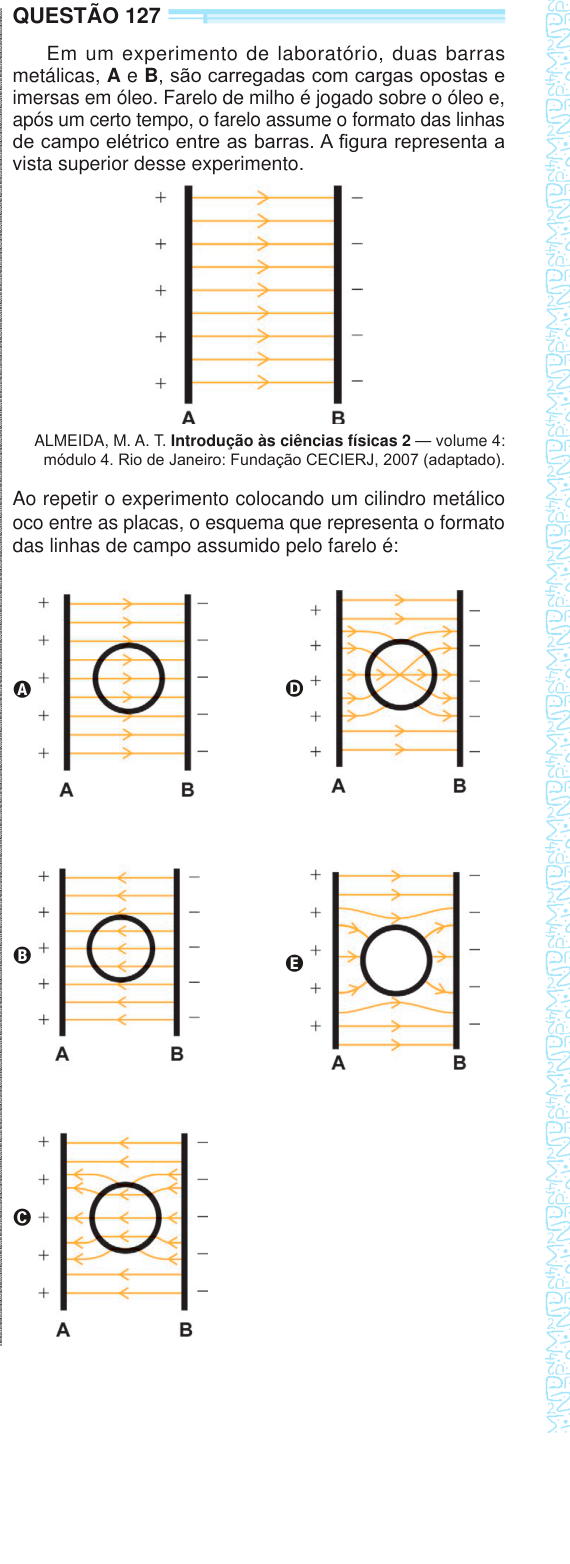 QUESTÃO 127
Em um experimento de laboratório, duas barras
metálicas, A e B, são carregadas com cargas opostas e
imersas em óleo. Farelo de milho é jogado sobre o óleo e,
após um certo tempo, o farelo assume o formato das linhas
de campo elétrico entre as barras. A figura representa a
vista superior desse experimento.
+ −
+ −
+ −
+ −
+ −
A B
ALMEIDA, M. A. T. Introdução às ciências físicas 2 — volume 4:
módulo 4. Rio de Janeiro: Fundação CECIERJ, 2007 (adaptado).
Ao repetir o experimento colocando um cilindro metálico
oco entre as placas, o esquema que representa o formato
das linhas de campo assumido pelo farelo é:
A
+ −
+ −
+ −
+ −
+ −
A B
D
+ −
+ −
+ −
+ −
+ −
A B
B
+ −
+ −
+ −
+ −
+ −
A B
E
+ −
+ −
+ −
+ −
+ −
A B
C
+ −
+ −
+ −
+ −
+ −
A B